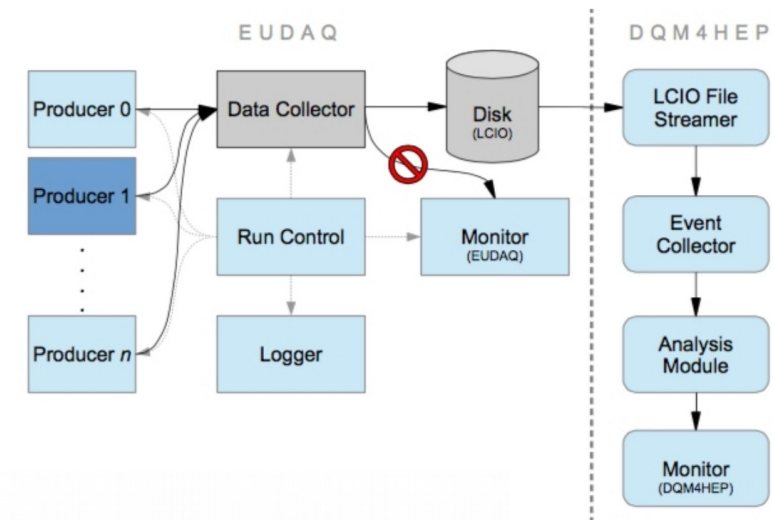 EUDAQ
DQM4HEP
Producer 0
Data Collector
Disk
(LCIO)
LCIO File
Streamer
Producer 1
Run Control
Monitor
(EUDAQ)
Event
Collector
Producer n
Logger
Analysis
Module
Monitor
(DQM4HEP)